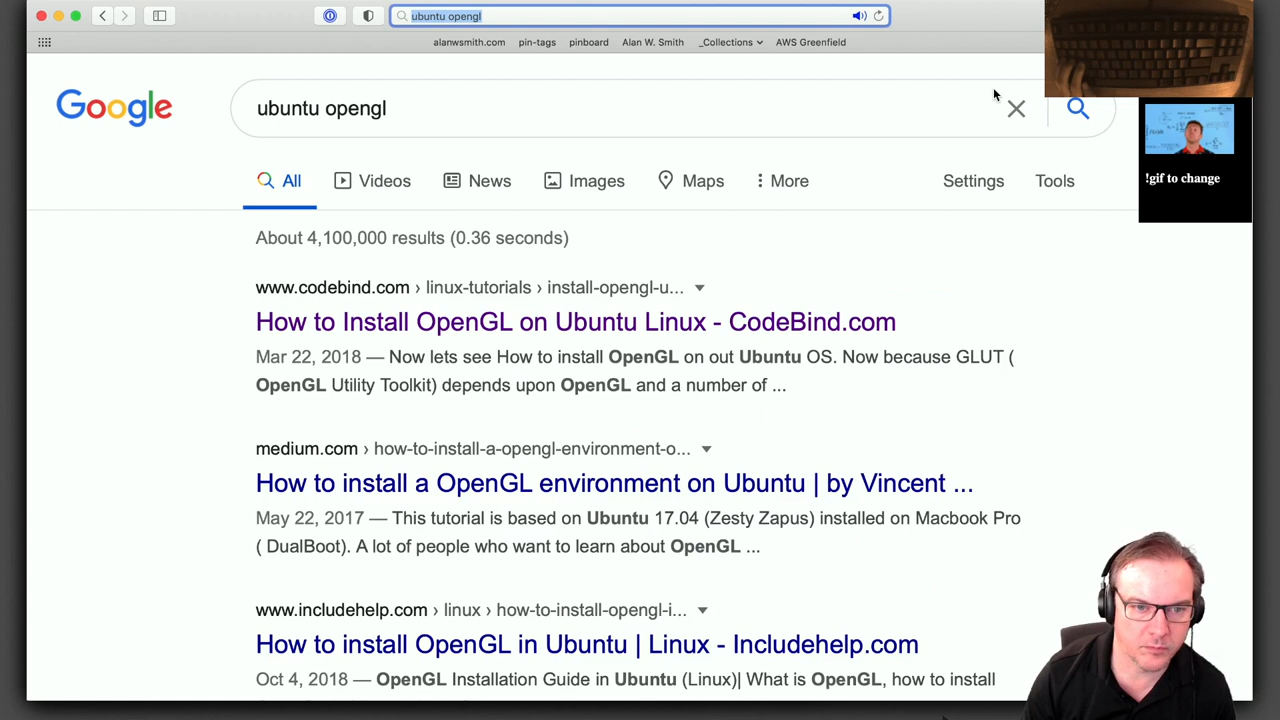 ubuntu opengl
alanwsmith.com pin-tags pinboard Alan W. Smith _Collections AWS Greenfield
Google
ubuntu opengl
!gif to change
All Videos News Images Maps More Settings Tools
About 4,100,000 results (0.36 seconds)
www.codebind.com › linux-tutorials › install-opengl-u...
How to Install OpenGL on Ubuntu Linux - CodeBind.com
Mar 22, 2018 — Now lets see How to install OpenGL on out Ubuntu OS. Now because GLUT (
OpenGL Utility Toolkit) depends upon OpenGL and a number of ...
medium.com › how-to-install-a-opengl-environment-o...
How to install a OpenGL environment on Ubuntu | by Vincent ...
May 22, 2017 — This tutorial is based on Ubuntu 17.04 (Zesty Zapus) installed on Macbook Pro
( DualBoot). A lot of people who want to learn about OpenGL ...
www.includehelp.com › linux › how-to-install-opengl-i...
How to install OpenGL in Ubuntu | Linux - Includehelp.com
Oct 4, 2018 — OpenGL Installation Guide in Ubuntu (Linux)| What is OpenGL, how to install